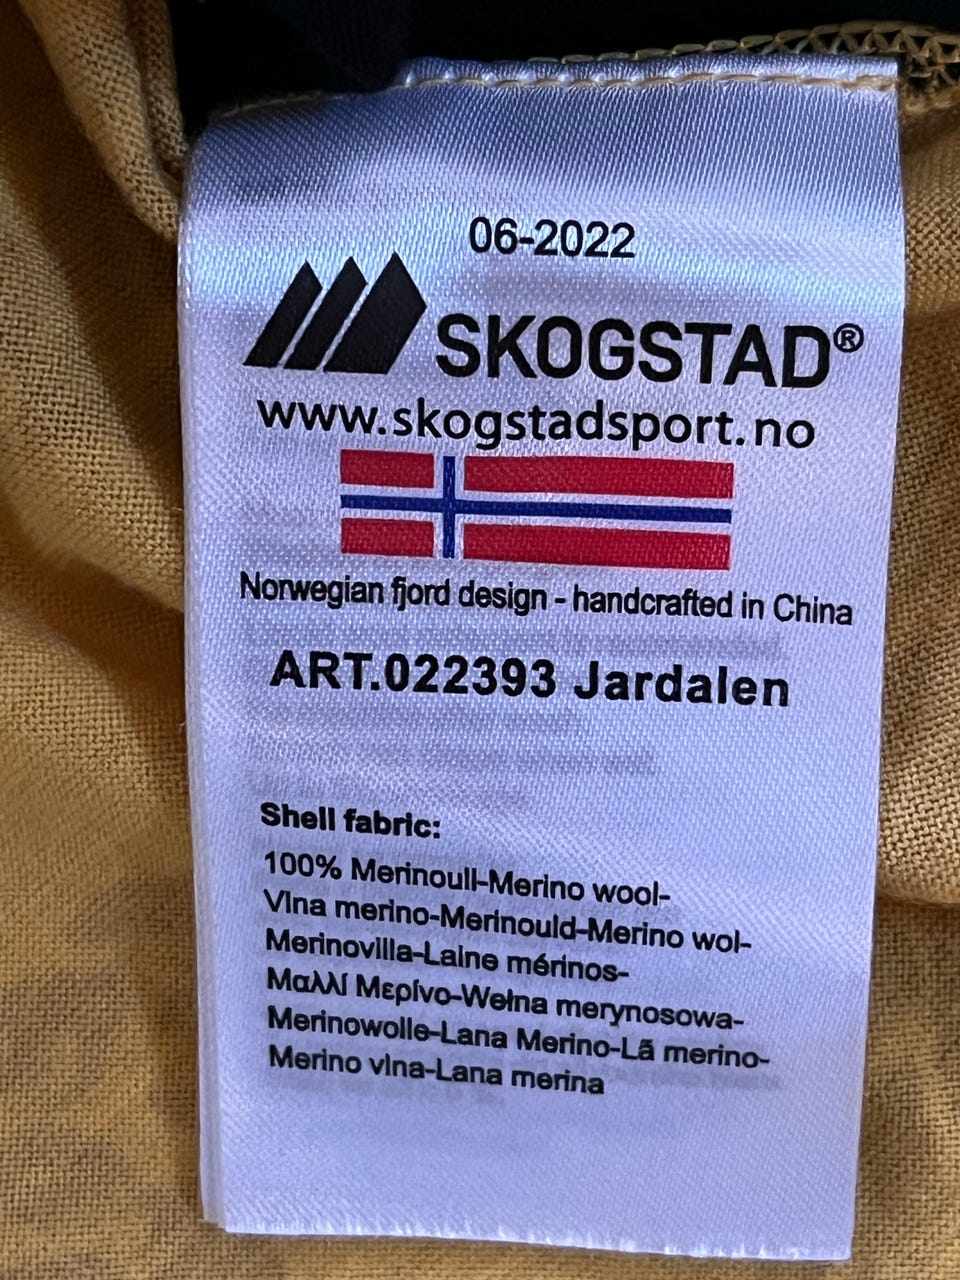 06-2022
SKOGSTAD®
www.skogstadsport.no
Norwegian fjord design - handcrafted in China
ART.022393 Jardalen
Shell fabric:
100% Merinoull-Merino wool-
Vlna merino-Merinould-Merino wol-
Merinovilla-Laine mérinos-
Μαλλί Μερίνο-Wełna merynosowa-
Merinowolle-Lana Merino-Lã merino-
Merino vlna-Lana merina